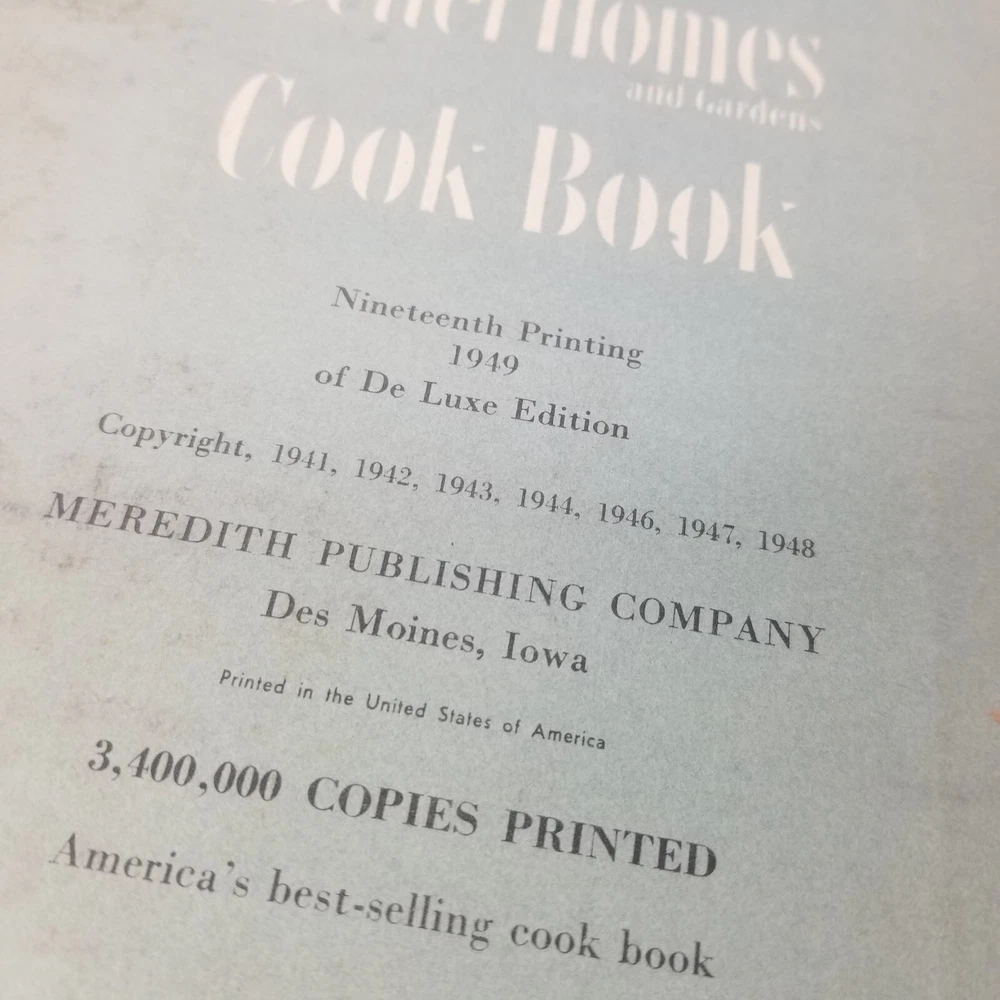 Better Homes
and Gardens
Cook Book
Nineteenth Printing
1949
of De Luxe Edition
Copyright, 1941, 1942, 1943, 1944, 1946, 1947, 1948
MEREDITH PUBLISHING COMPANY
Des Moines, Iowa
Printed in the United States of America
3,400,000 COPIES PRINTED
America's best-selling cook book